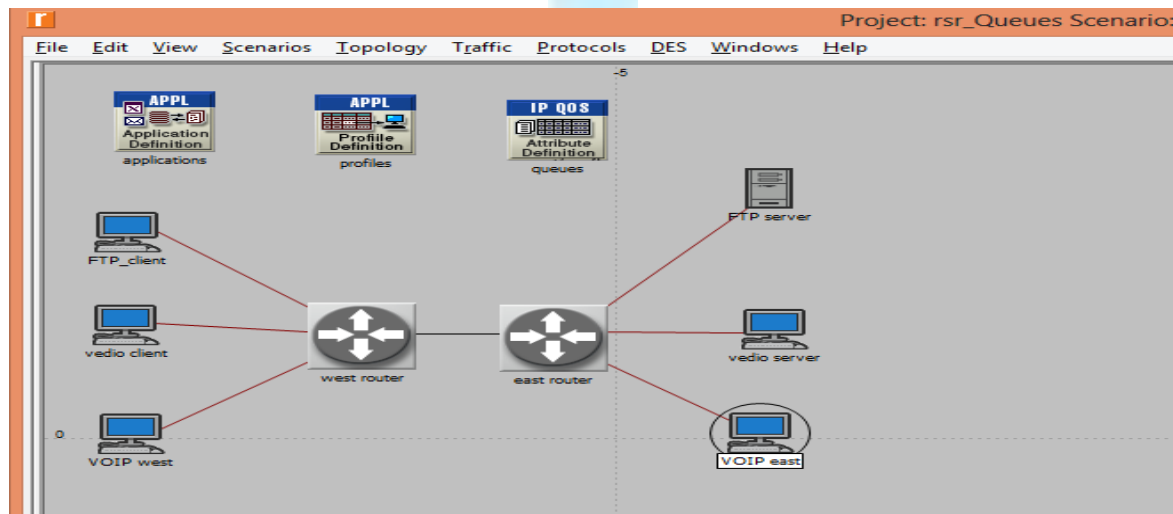 Project: rsr_Queues Scenario:
File Edit View Scenarios Topology Traffic Protocols DES Windows Help
-5
APPL
Application
Definition
applications
APPL
Profiile
Definition
profiles
IP QOS
Attribute
Definition
queues
FTP server
FTP_client
vedio client
vedio server
west router
east router
0
VOIP west
VOIP east